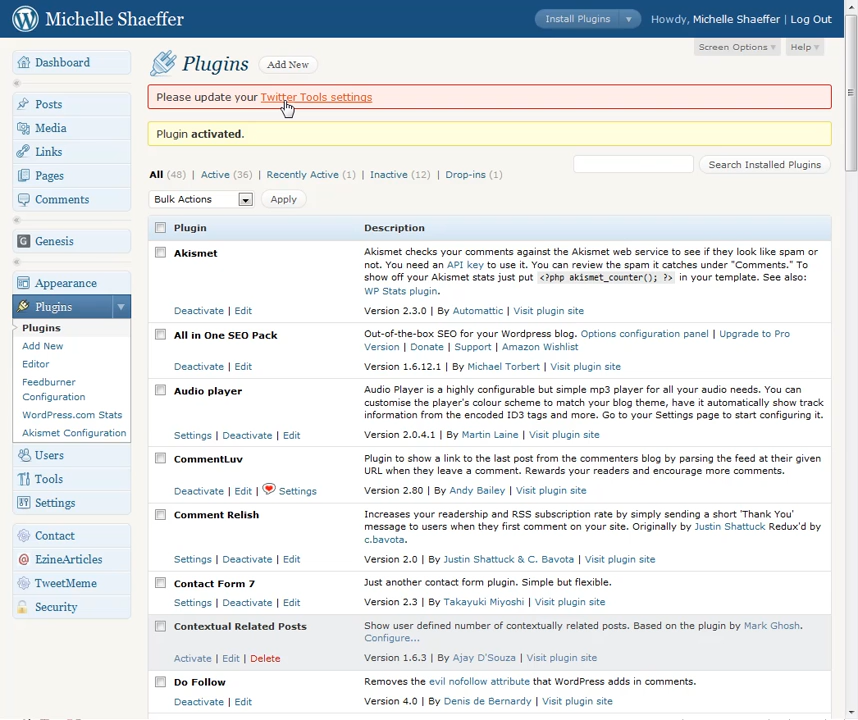 Michelle Shaeffer
Install Plugins
Howdy, Michelle Shaeffer | Log Out
Screen Options
Help
Plugins
Add New
Please update your Twitter Tools settings
Plugin activated.
All (48) | Active (36) | Recently Active (1) | Inactive (12) | Drop-ins (1)
Search Installed Plugins
Bulk Actions
Apply
Dashboard
Posts
Media
Links
Pages
Comments
Genesis
Appearance
Plugins
Plugins
Add New
Editor
Feedburner
Configuration
WordPress.com Stats
Akismet Configuration
Users
Tools
Settings
Contact
EzineArticles
TweetMeme
Security
Plugin
Description
Akismet
Akismet checks your comments against the Akismet web service to see if they look like spam or
not. You need an API key to use it. You can review the spam it catches under "Comments." To
show off your Akismet stats just put <?php akismet_counter(); ?> in your template. See also:
WP Stats plugin.
Deactivate | Edit
Version 2.3.0 | By Automattic | Visit plugin site
All in One SEO Pack
Out-of-the-box SEO for your Wordpress blog. Options configuration panel | Upgrade to Pro
Version | Donate | Support | Amazon Wishlist
Deactivate | Edit
Version 1.6.12.1 | By Michael Torbert | Visit plugin site
Audio player
Audio Player is a highly configurable but simple mp3 player for all your audio needs. You can
customise the player's colour scheme to match your blog theme, have it automatically show track
information from the encoded ID3 tags and more. Go to your Settings page to start configuring it.
Settings | Deactivate | Edit
Version 2.0.4.1 | By Martin Laine | Visit plugin site
CommentLuv
Plugin to show a link to the last post from the commenters blog by parsing the feed at their given
URL when they leave a comment. Rewards your readers and encourage more comments.
Deactivate | Edit | Settings
Version 2.80 | By Andy Bailey | Visit plugin site
Comment Relish
Increases your readership and RSS subscription rate by simply sending a short 'Thank You'
message to users when they first comment on your site. Originally by Justin Shattuck Redux'd by
c.bavota.
Settings | Deactivate | Edit
Version 2.0 | By Justin Shattuck & C. Bavota | Visit plugin site
Contact Form 7
Just another contact form plugin. Simple but flexible.
Settings | Deactivate | Edit
Version 2.3 | By Takayuki Miyoshi | Visit plugin site
Contextual Related Posts
Show user defined number of contextually related posts. Based on the plugin by Mark Ghosh.
Configure...
Activate | Edit | Delete
Version 1.6.3 | By Ajay D'Souza | Visit plugin site
Do Follow
Removes the evil nofollow attribute that WordPress adds in comments.
Deactivate | Edit
Version 4.0 | By Denis de Bernardy | Visit plugin site